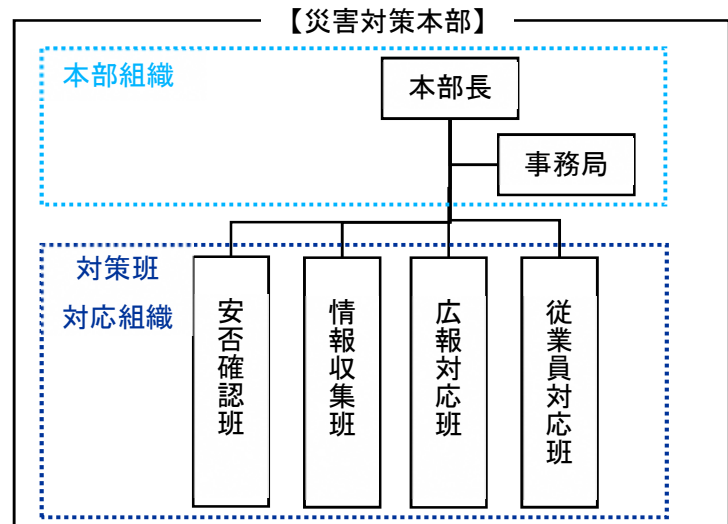 【災害対策本部】
本部組織
本部長
事務局
対策班
対応組織
安否確認班
情報収集班
広報対応班
従業員対応班